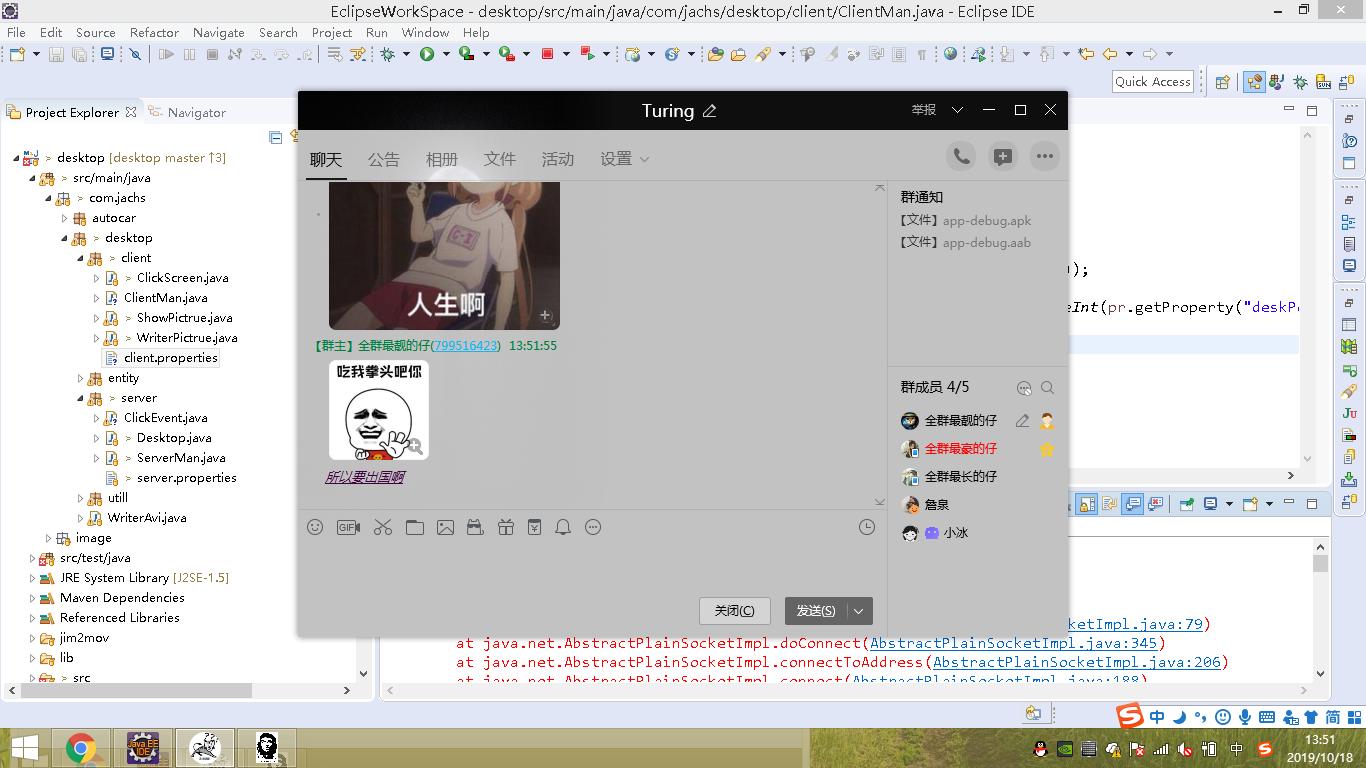 EclipseWorkSpace - desktop/src/main/java/com/jachs/desktop/client/ClientMan.java - Eclipse IDE
File Edit Source Refactor Navigate Search Project Run Window Help
Quick Access
Project Explorer Navigator
> desktop [desktop master ↑3]
> src/main/java
> com.jachs
autocar
> desktop
> client
> ClickScreen.java
ClientMan.java
> ShowPictrue.java
> WriterPictrue.java
client.properties
entity
> server
ClickEvent.java
> Desktop.java
> ServerMan.java
> server.properties
utill
> WriterAvi.java
image
src/test/java
JRE System Library [J2SE-1.5]
Maven Dependencies
Referenced Libraries
jim2mov
lib
> src
Turing
举报
聊天 公告 相册 文件 活动 设置
C-I
人生啊
【群主】全群最靓的仔(799516423) 13:51:55
吃我拳头吧你
所以要出国啊
GIF
关闭(C) 发送(S)
群通知
【文件】app-debug.apk
【文件】app-debug.aab
群成员 4/5
全群最靓的仔
全群最豪的仔
全群最长的仔
詹泉
小冰
);
eInt(pr.getProperty("deskP
cketImpl.java:79)
at java.net.AbstractPlainSocketImpl.doConnect(AbstractPlainSocketImpl.java:345)
at java.net.AbstractPlainSocketImpl.connectToAddress(AbstractPlainSocketImpl.java:206)
at java.net.AbstractPlainSocketImpl.connect(AbstractPlainSocketImpl.java:188)
中 简
Java EE IDE
中
13:51
2019/10/18